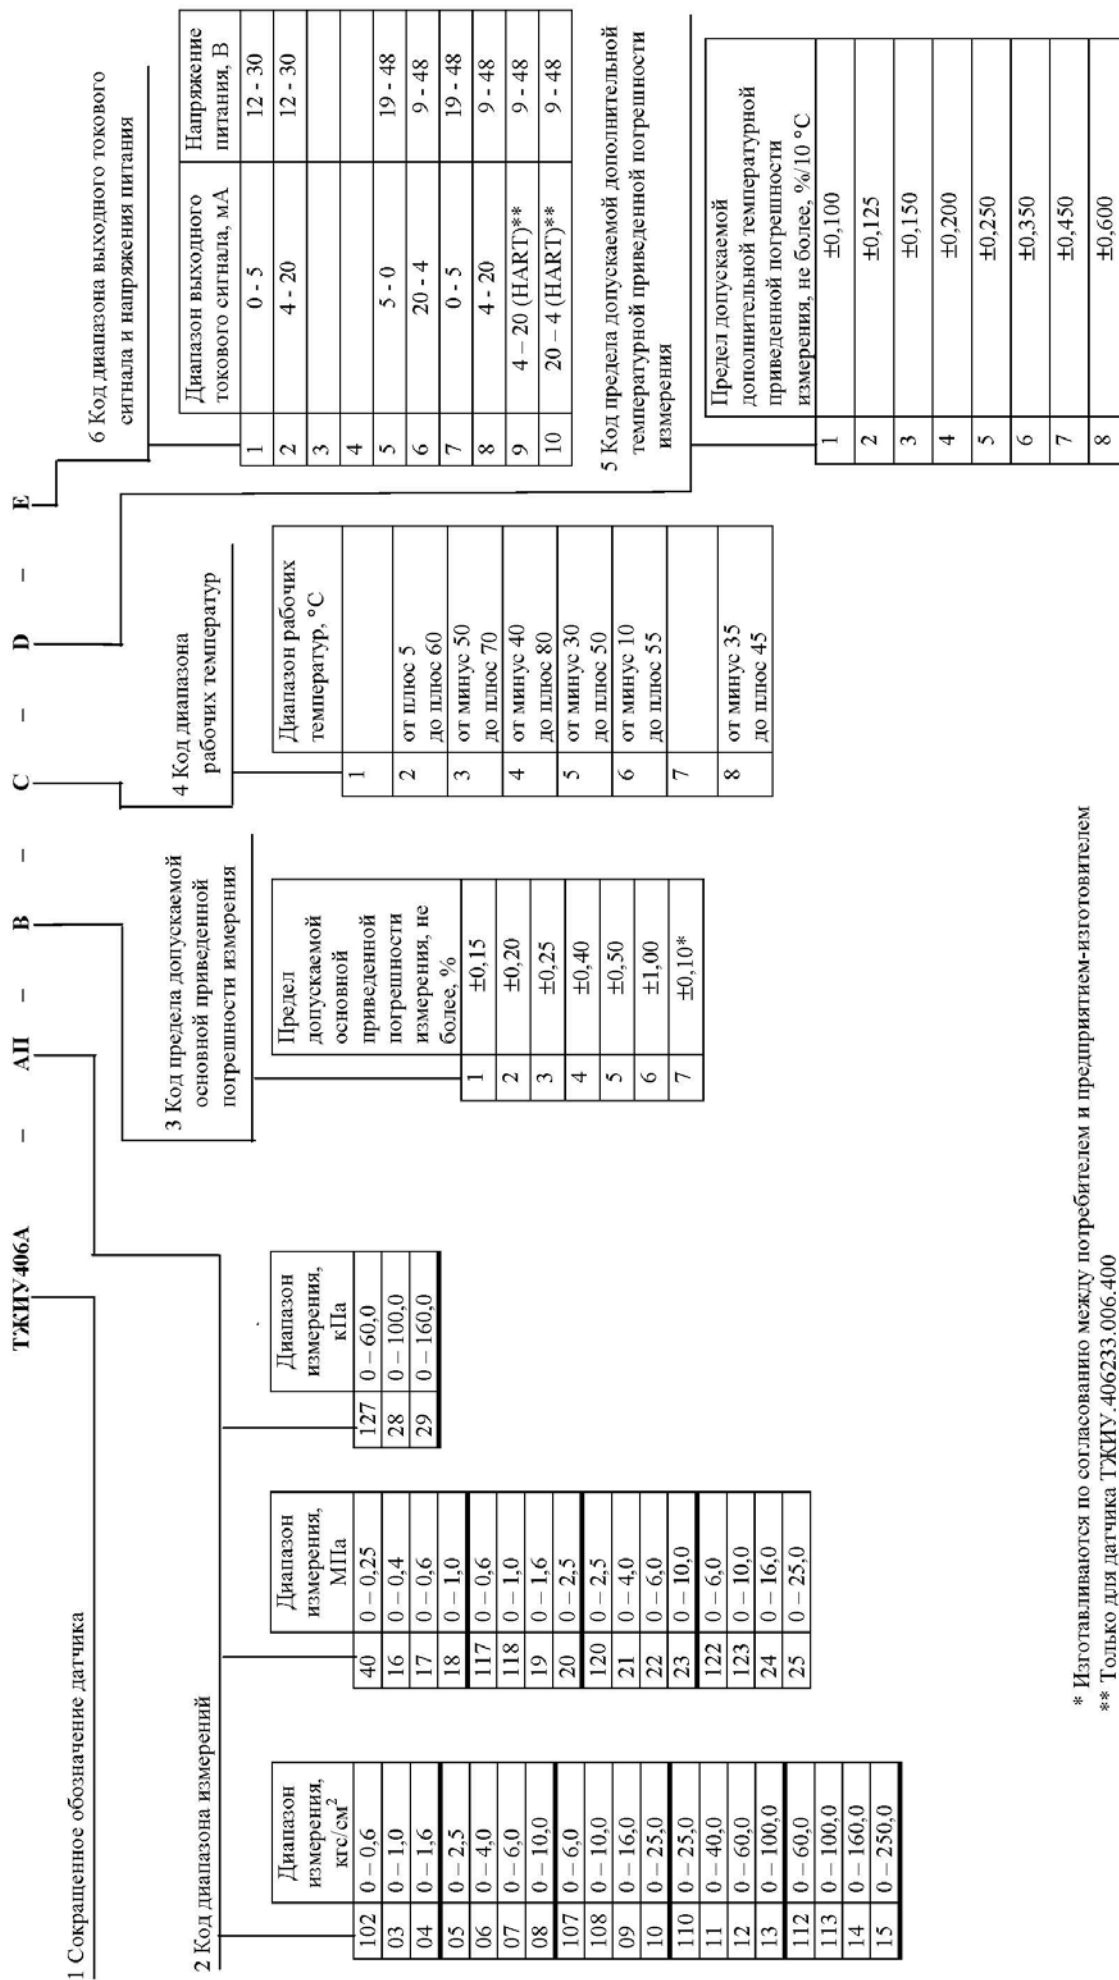 ТЖИУ406А – АП – В – С – D – Е
1 Сокращенное обозначение датчика
2 Код диапазона измерений
Диапазон
измерения,
кгс/см²
102 0 – 0,6
03 0 – 1,0
04 0 – 1,6
05 0 – 2,5
06 0 – 4,0
07 0 – 6,0
08 0 – 10,0
107 0 – 6,0
108 0 – 10,0
09 0 – 16,0
10 0 – 25,0
110 0 – 25,0
11 0 – 40,0
12 0 – 60,0
13 0 – 100,0
112 0 – 60,0
113 0 – 100,0
14 0 – 160,0
15 0 – 250,0
Диапазон
измерения,
МПа
40 0 – 0,25
16 0 – 0,4
17 0 – 0,6
18 0 – 1,0
117 0 – 0,6
118 0 – 1,0
19 0 – 1,6
20 0 – 2,5
120 0 – 2,5
21 0 – 4,0
22 0 – 6,0
23 0 – 10,0
122 0 – 6,0
123 0 – 10,0
24 0 – 16,0
25 0 – 25,0
Диапазон
измерения,
кПа
127 0 – 60,0
28 0 – 100,0
29 0 – 160,0
3 Код предела допускаемой
основной приведенной
погрешности измерения
Предел
допускаемой
основной
приведенной
погрешности
измерения, не
более, %
1 ±0,15
2 ±0,20
3 ±0,25
4 ±0,40
5 ±0,50
6 ±1,00
7 ±0,10*
4 Код диапазона
рабочих температур
Диапазон рабочих
температур, °С
1
2 от плюс 5
до плюс 60
3 от минус 50
до плюс 70
4 от минус 40
до плюс 80
5 от минус 30
до плюс 50
6 от минус 10
до плюс 55
7
8 от минус 35
до плюс 45
6 Код диапазона выходного токового
сигнала и напряжения питания
Диапазон выходного Напряжение
токового сигнала, мА питания, В
1 0 - 5 12 - 30
2 4 - 20 12 - 30
3
4
5 5 - 0 19 - 48
6 20 - 4 9 - 48
7 0 - 5 19 - 48
8 4 - 20 9 - 48
9 4 – 20 (HART)** 9 - 48
10 20 – 4 (HART)** 9 - 48
5 Код предела допускаемой дополнительной
температурной приведенной погрешности
измерения
Предел допускаемой
дополнительной температурной
приведенной погрешности
измерения, не более, %/10 °С
1 ±0,100
2 ±0,125
3 ±0,150
4 ±0,200
5 ±0,250
6 ±0,350
7 ±0,450
8 ±0,600
* Изготавливаются по согласованию между потребителем и предприятием-изготовителем
** Только для датчика ТЖИУ.406233.006.400